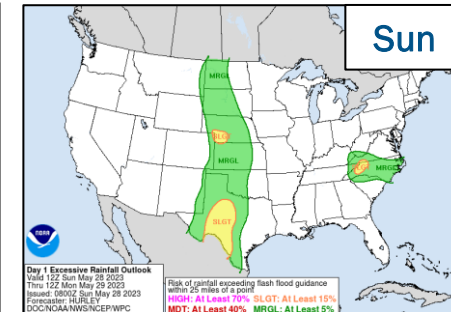 Sun
MRGL
SLGT
MRGL
MRGL
SLGT
NOAA
Day 1 Excessive Rainfall Outlook
Valid 12Z Sun May 28 2023
Thru 12Z Mon May 29 2023
Issued: 0800Z Sun May 28 2023
Forecaster: HURLEY
DOC/NOAA/NWS/NCEP/WPC
Risk of rainfall exceeding flash flood guidance
within 25 miles of a point
HIGH: At Least 70% SLGT: At Least 15%
MDT: At Least 40% MRGL: At Least 5%